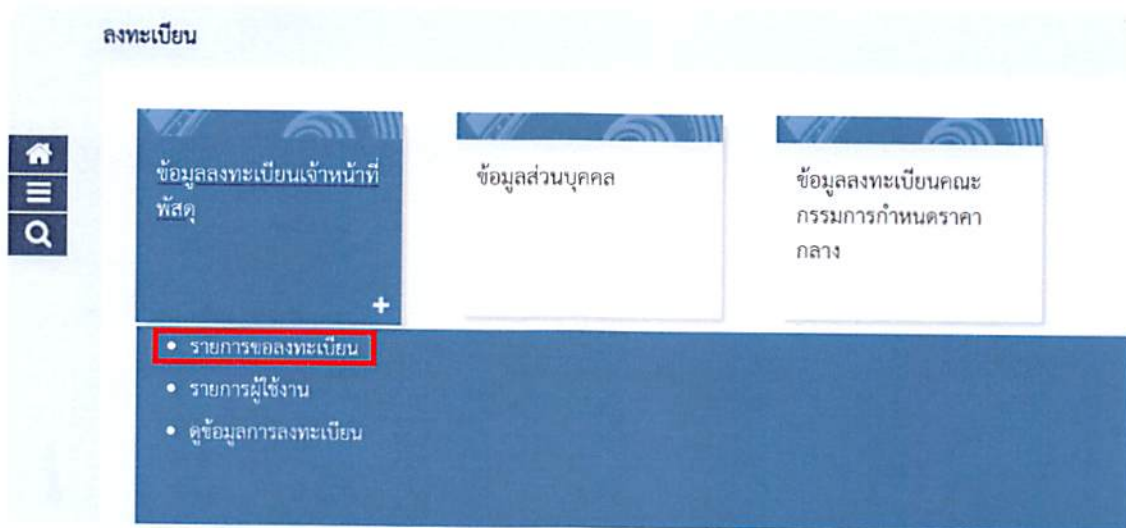 ลงทะเบียน
ข้อมูลลงทะเบียนเจ้าหน้าที่
พัสดุ
ข้อมูลส่วนบุคคล
ข้อมูลลงทะเบียนคณะ
กรรมการกำหนดราคา
กลาง
• รายการขอลงทะเบียน
• รายการผู้ใช้งาน
• ดูข้อมูลการลงทะเบียน